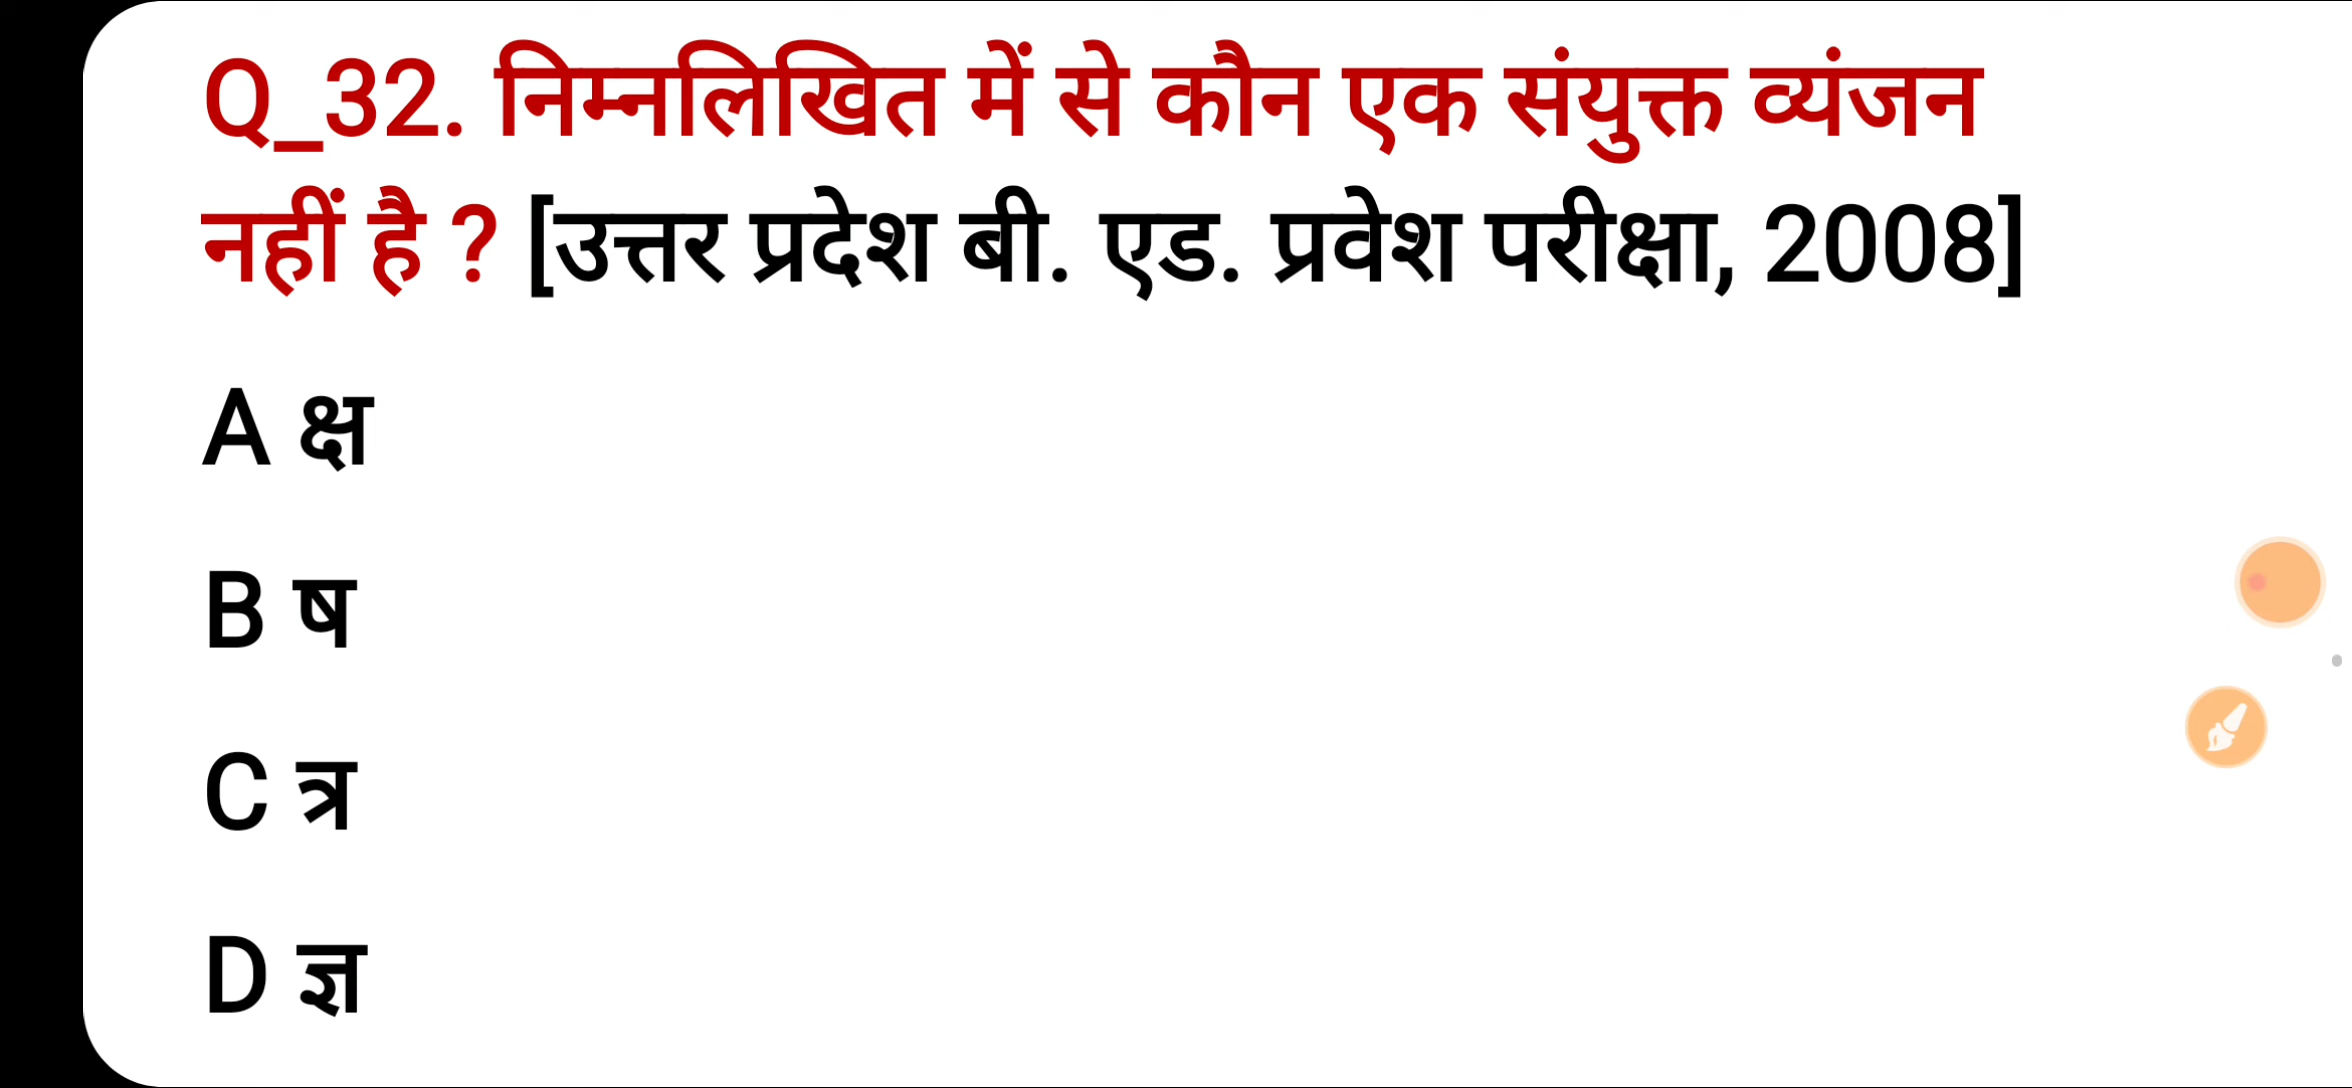 Q_32. निम्नलिखित में से कौन एक संयुक्त व्यंजन
नहीं है ? [उत्तर प्रदेश बी. एड. प्रवेश परीक्षा, 2008]
A क्ष
B ष
C त्र
D ज्ञ